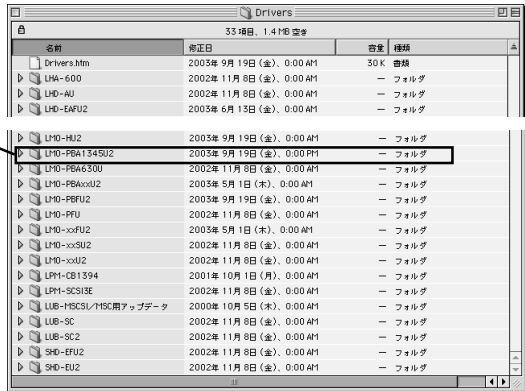 Drivers
33 項目、1.4 MB 空き
名前 修正日 容量 種類
Drivers.htm 2003年 9月 19日 (金)、0:00 AM 30 K 書類
LHA-600 2002年 11月 8日 (金)、0:00 AM — フォルダ
LHD-AU 2002年 11月 8日 (金)、0:00 AM — フォルダ
LHD-EAFU2 2003年 6月 13日 (金)、0:00 AM — フォルダ
LMO-HU2 2003年 9月 19日 (金)、0:00 AM — フォルダ
LMO-PBA1345U2 2003年 9月 19日 (金)、0:00 PM — フォルダ
LMO-PBA630U 2002年 11月 8日 (金)、0:00 AM — フォルダ
LMO-PBAxxU2 2003年 5月 1日 (木)、0:00 AM — フォルダ
LMO-PBFU2 2003年 9月 19日 (金)、0:00 AM — フォルダ
LMO-PFU 2002年 11月 8日 (金)、0:00 AM — フォルダ
LMO-xxFU2 2003年 5月 1日 (木)、0:00 AM — フォルダ
LMO-xxSU2 2002年 11月 8日 (金)、0:00 AM — フォルダ
LMO-xxU2 2002年 11月 8日 (金)、0:00 AM — フォルダ
LPM-CB1394 2001年 10月 1日 (月)、0:00 AM — フォルダ
LPM-SCSI3E 2002年 11月 8日 (金)、0:00 AM — フォルダ
LUB-MSCSI/MSC用アップデータ 2000年 10月 5日 (木)、0:00 AM — フォルダ
LUB-SC 2002年 11月 8日 (金)、0:00 AM — フォルダ
LUB-SC2 2002年 11月 8日 (金)、0:00 AM — フォルダ
SHD-EFU2 2002年 11月 8日 (金)、0:00 AM — フォルダ
SHD-EU2 2002年 11月 8日 (金)、0:00 AM — フォルダ